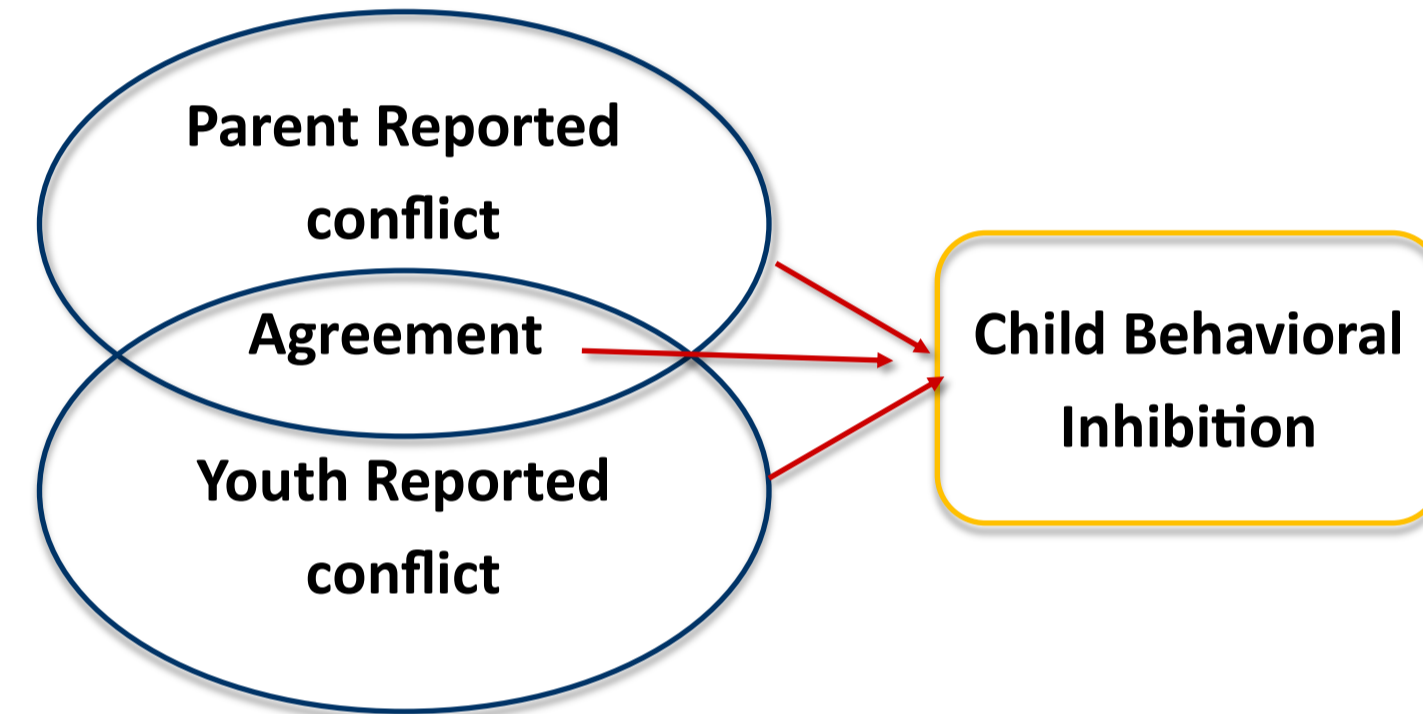 Parent Reported
conflict
Agreement
Youth Reported
conflict
Child Behavioral
Inhibition